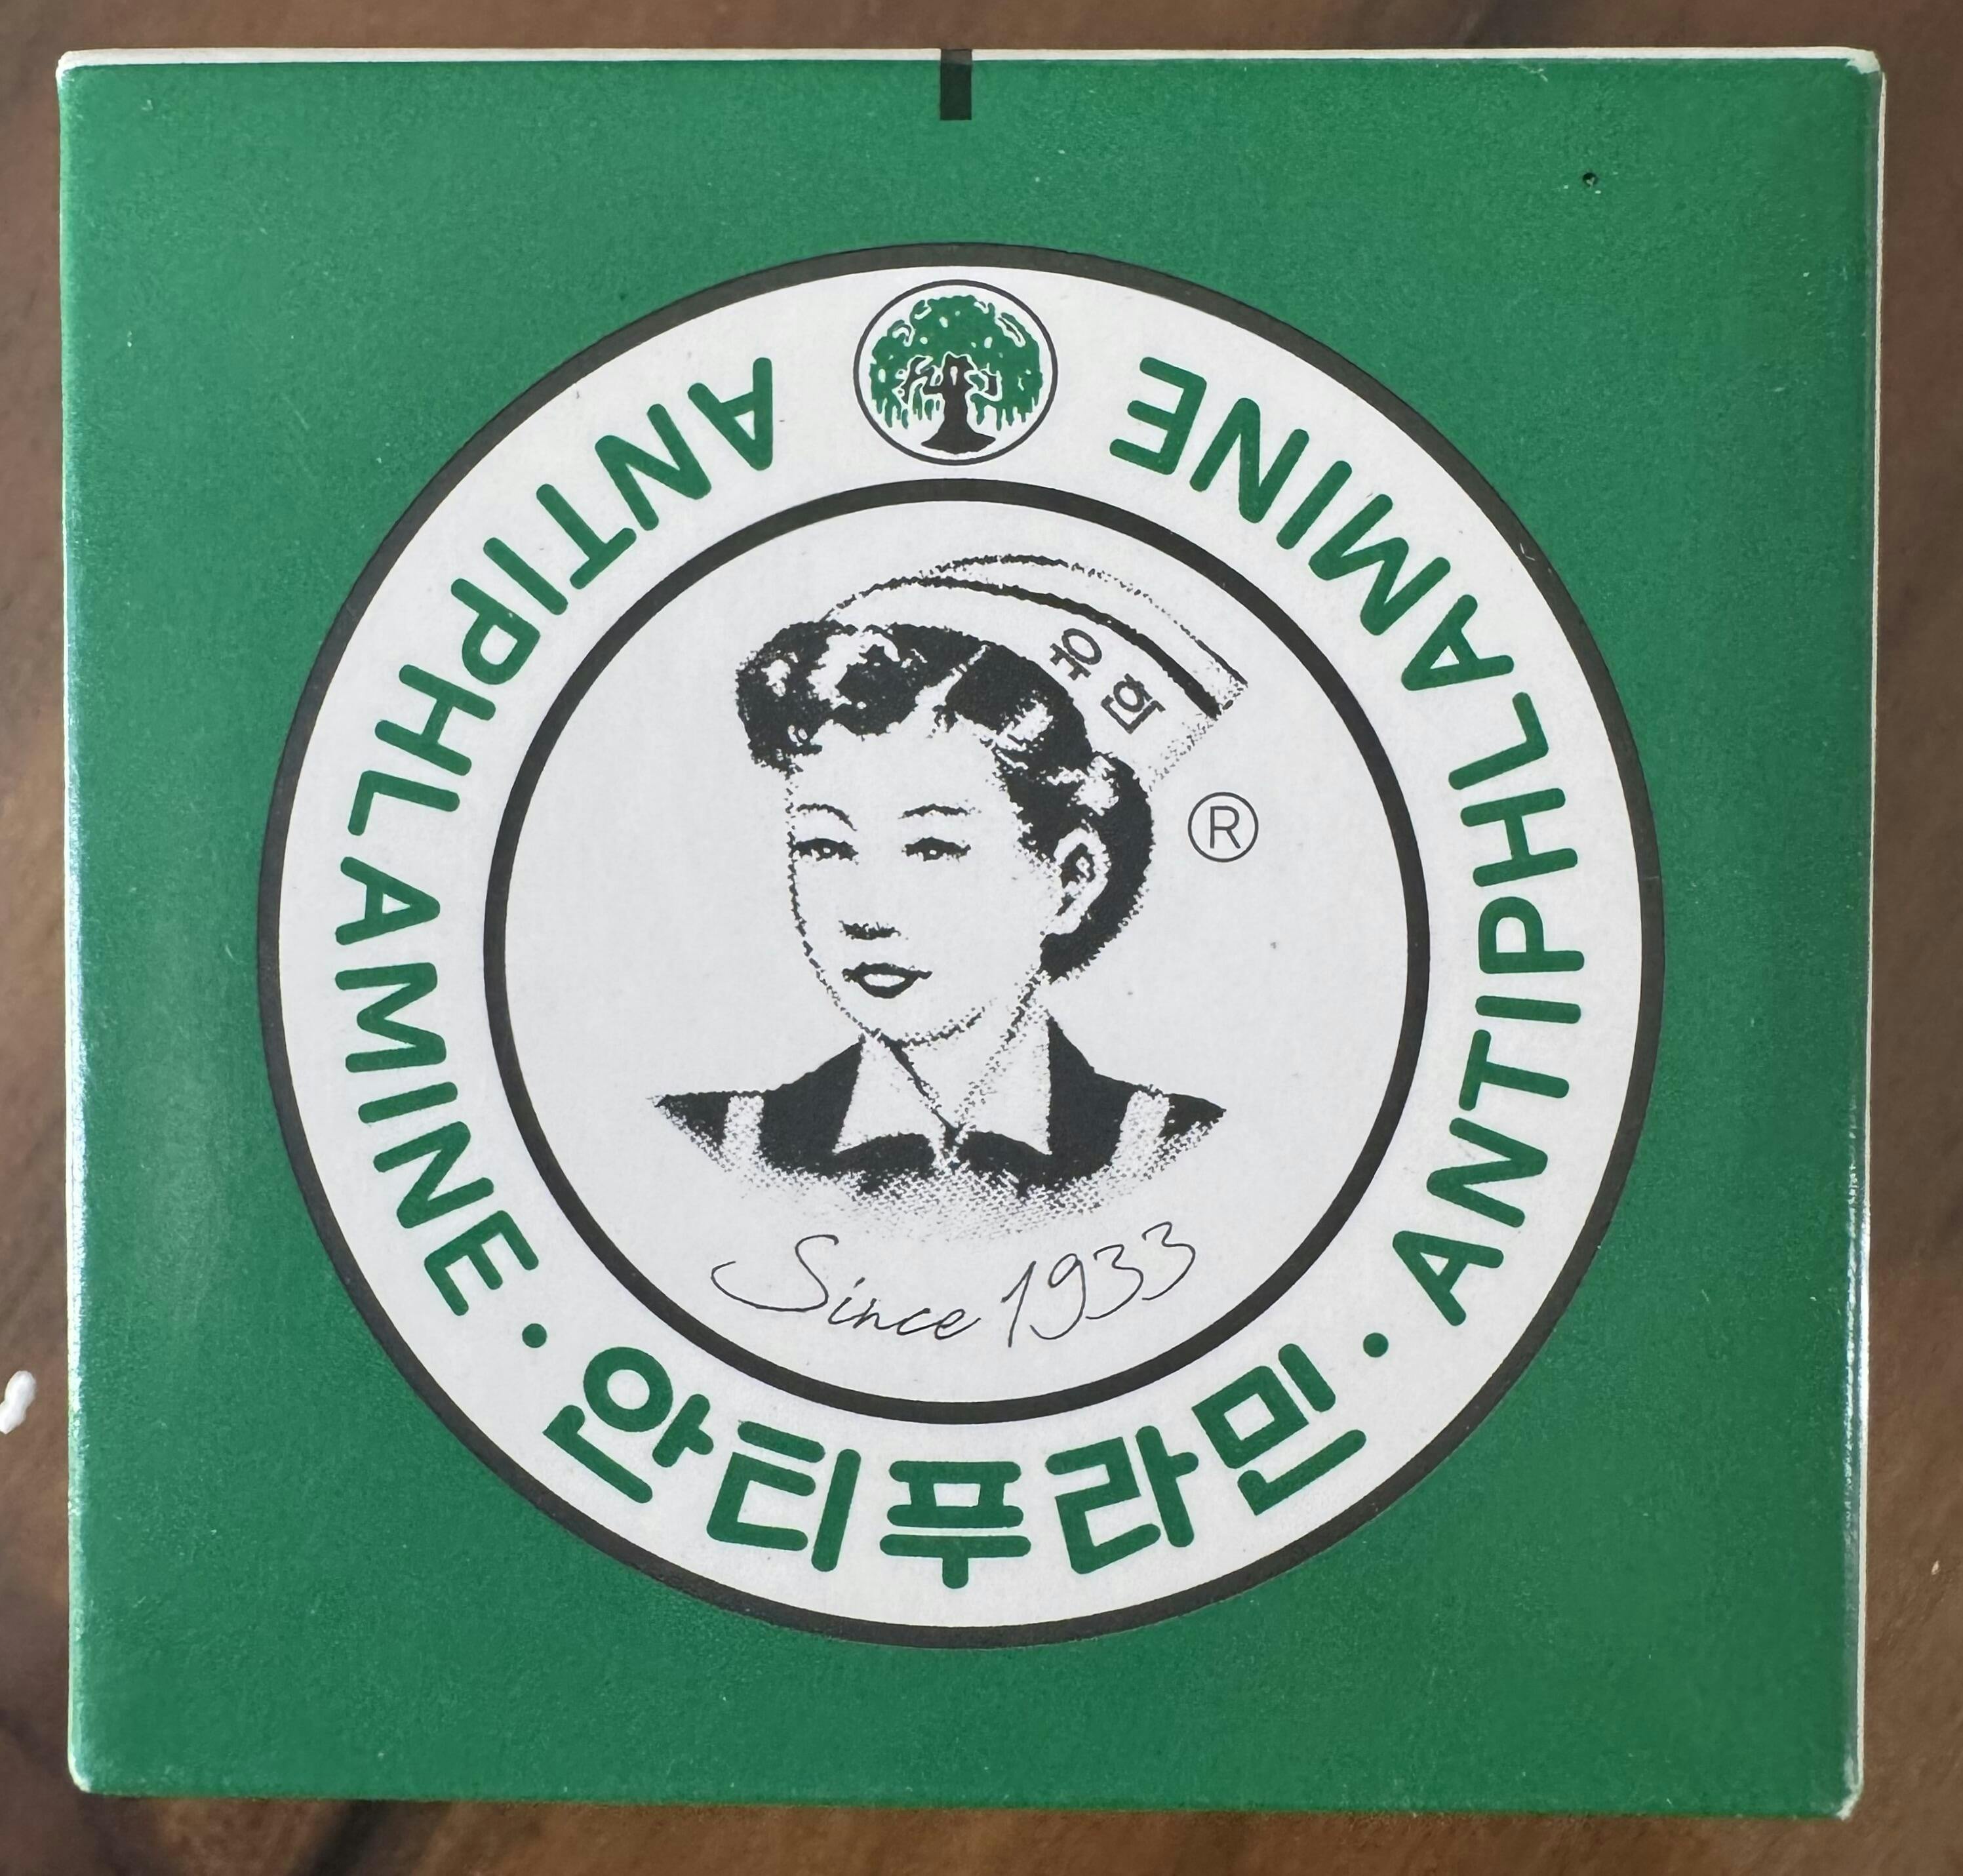 ANTIPHLAMINE · 안티푸라민 · ANTIPHLAMINE
유한
®
Since 1933